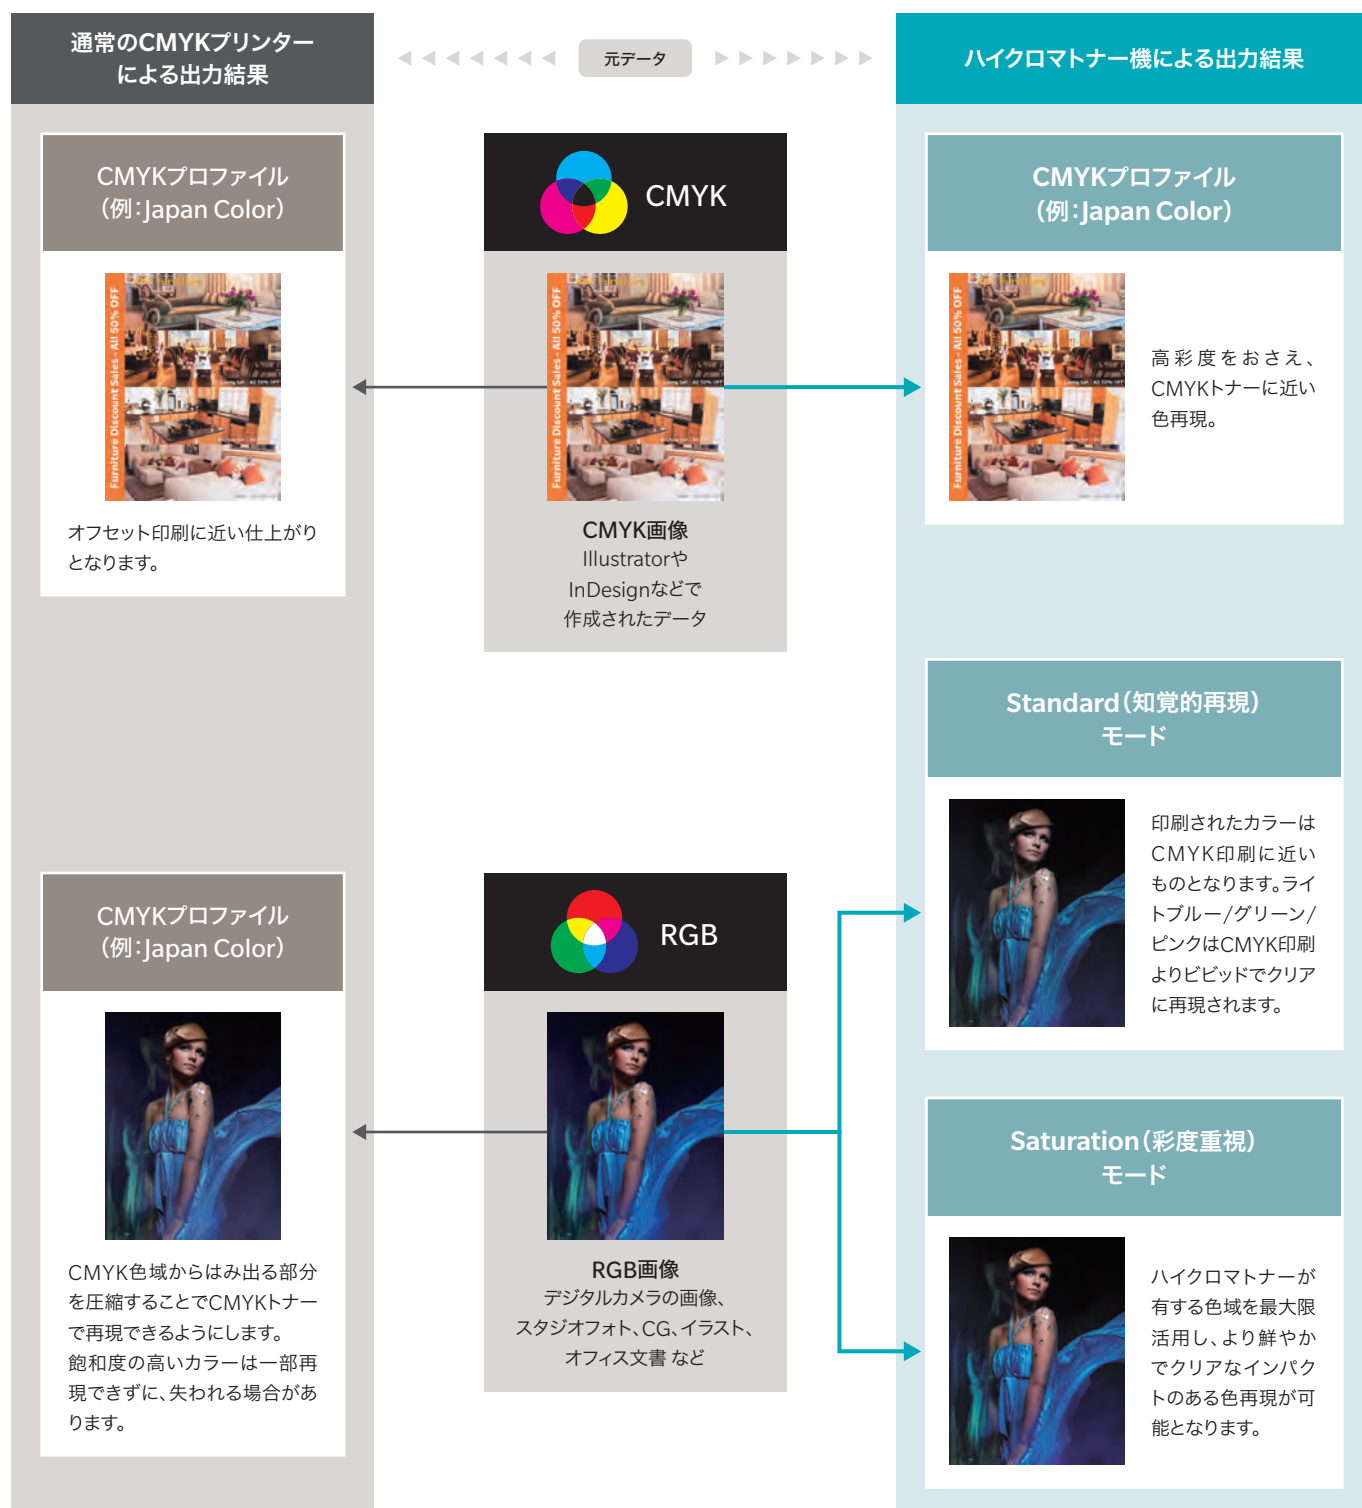 通常のCMYKプリンター
による出力結果
元データ
ハイクロマトナー機による出力結果
CMYKプロファイル
（例：Japan Color）
Furniture Discount Sales - All 50% OFF
オフセット印刷に近い仕上がり
となります。
CMYK
Furniture Discount Sales - All 50% OFF
CMYK画像
Illustratorや
InDesignなどで
作成されたデータ
CMYKプロファイル
（例：Japan Color）
Furniture Discount Sales - All 50% OFF
高彩度をおさえ、
CMYKトナーに近い
色再現。
CMYKプロファイル
（例：Japan Color）
CMYK色域からはみ出る部分
を圧縮することでCMYKトナー
で再現できるようにします。
飽和度の高いカラーは一部再
現できずに、失われる場合があ
ります。
RGB
RGB画像
デジタルカメラの画像、
スタジオフォト、CG、イラスト、
オフィス文書 など
Standard（知覚的再現）
モード
印刷されたカラーは
CMYK印刷に近い
ものとなります。ライ
トブルー/グリーン/
ピンクはCMYK印刷
よりビビッドでクリア
に再現されます。
Saturation（彩度重視）
モード
ハイクロマトナーが
有する色域を最大限
活用し、より鮮やか
でクリアなインパク
トのある色再現が可
能となります。